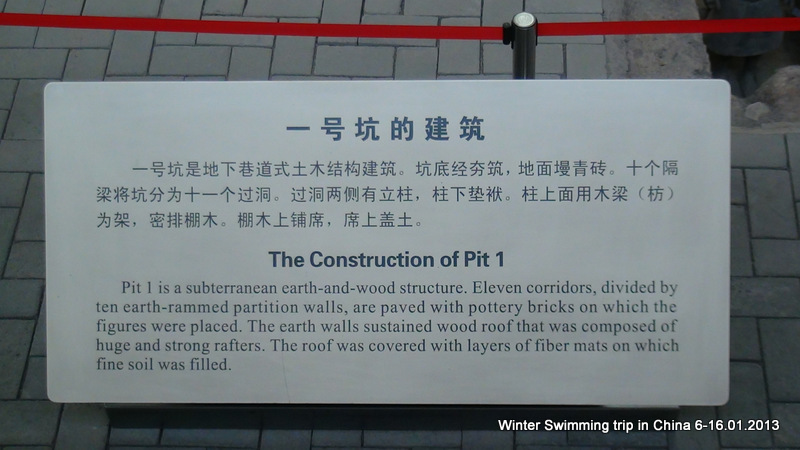 一号坑的建筑
一号坑是地下巷道式土木结构建筑。坑底经夯筑，地面墁青砖。十个隔
梁将坑分为十一个过洞。过洞两侧有立柱，柱下垫栿。柱上面用木梁（枋）
为架，密排棚木。棚木上铺席，席上盖土。
The Construction of Pit 1
Pit 1 is a subterranean earth-and-wood structure. Eleven corridors, divided by
ten earth-rammed partition walls, are paved with pottery bricks on which the
figures were placed. The earth walls sustained wood roof that was composed of
huge and strong rafters. The roof was covered with layers of fiber mats on which
fine soil was filled.
Winter Swimming trip in China 6-16.01.2013